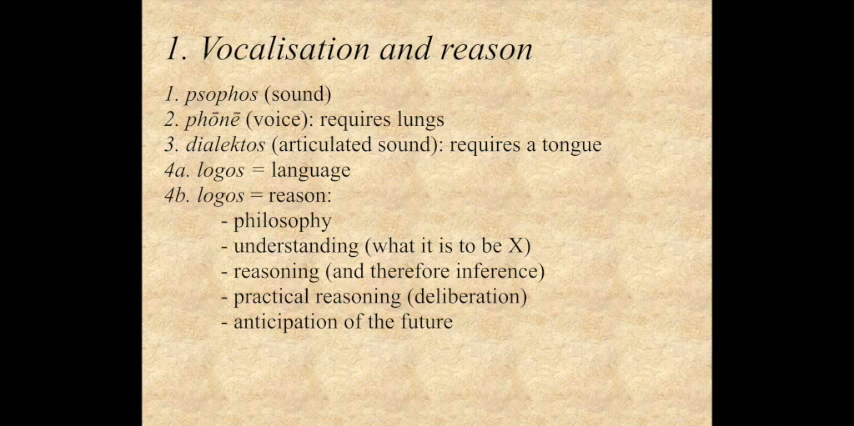 1. Vocalisation and reason
1. psophos (sound)
2. phōnē (voice): requires lungs
3. dialektos (articulated sound): requires a tongue
4a. logos = language
4b. logos = reason:
- philosophy
- understanding (what it is to be X)
- reasoning (and therefore inference)
- practical reasoning (deliberation)
- anticipation of the future